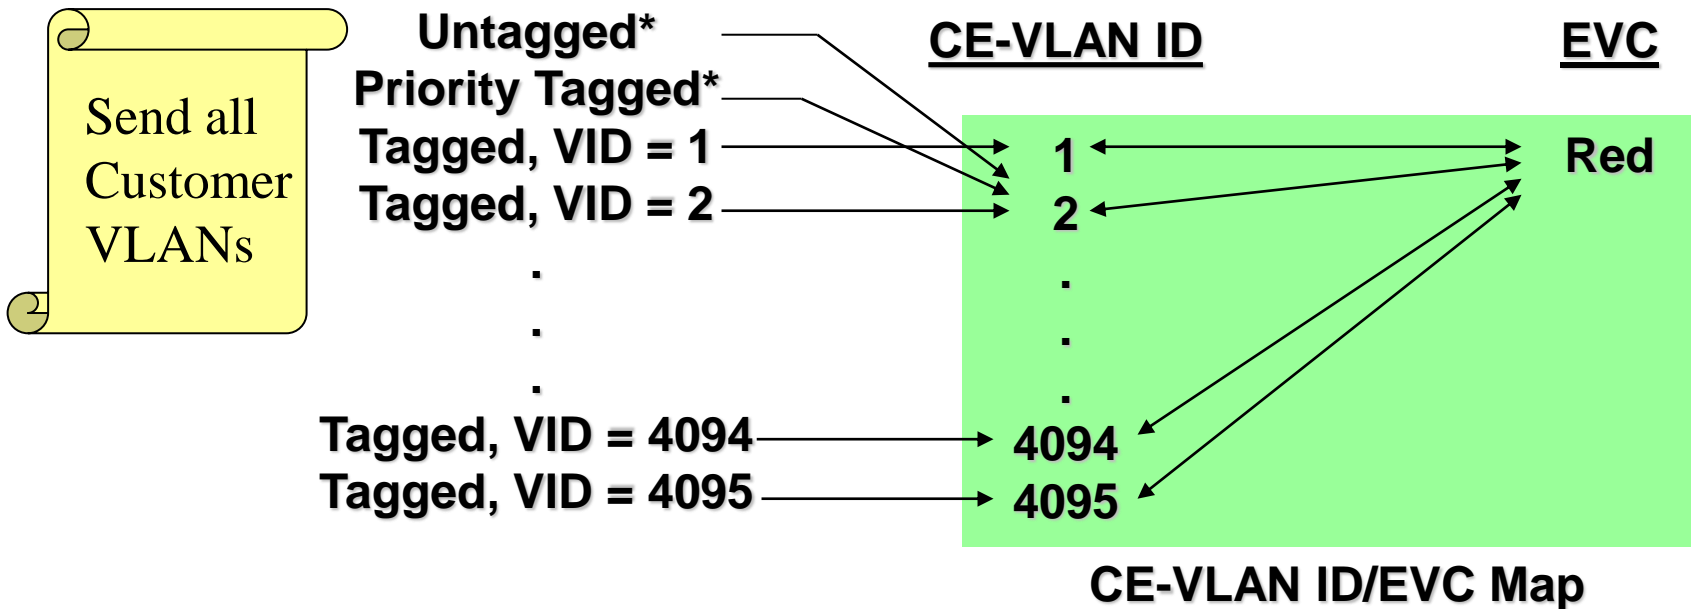 Send all
Customer
VLANs
Untagged*
Priority Tagged*
Tagged, VID = 1
Tagged, VID = 2
.
.
.
Tagged, VID = 4094
Tagged, VID = 4095
CE-VLAN ID
EVC
1
Red
2
.
.
.
4094
4095
CE-VLAN ID/EVC Map